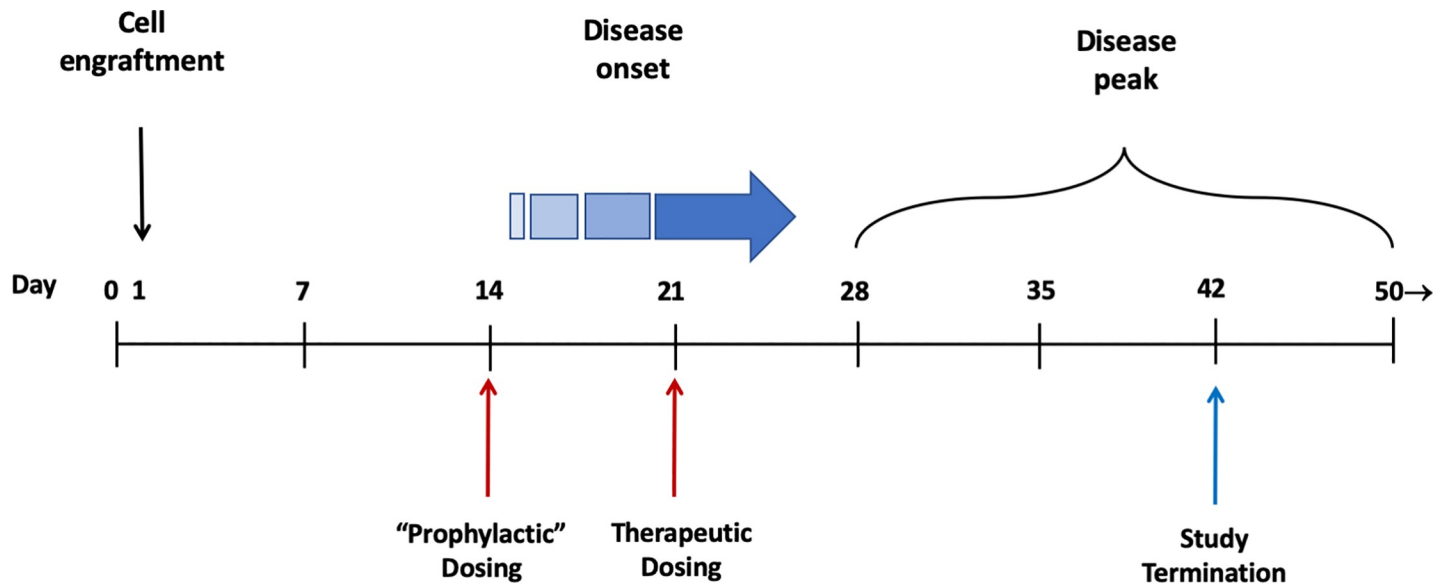 Cell
engraftment
Disease
onset
Disease
peak
Day 0 1 7 14 21 28 35 42 50→
“Prophylactic”
Dosing
Therapeutic
Dosing
Study
Termination